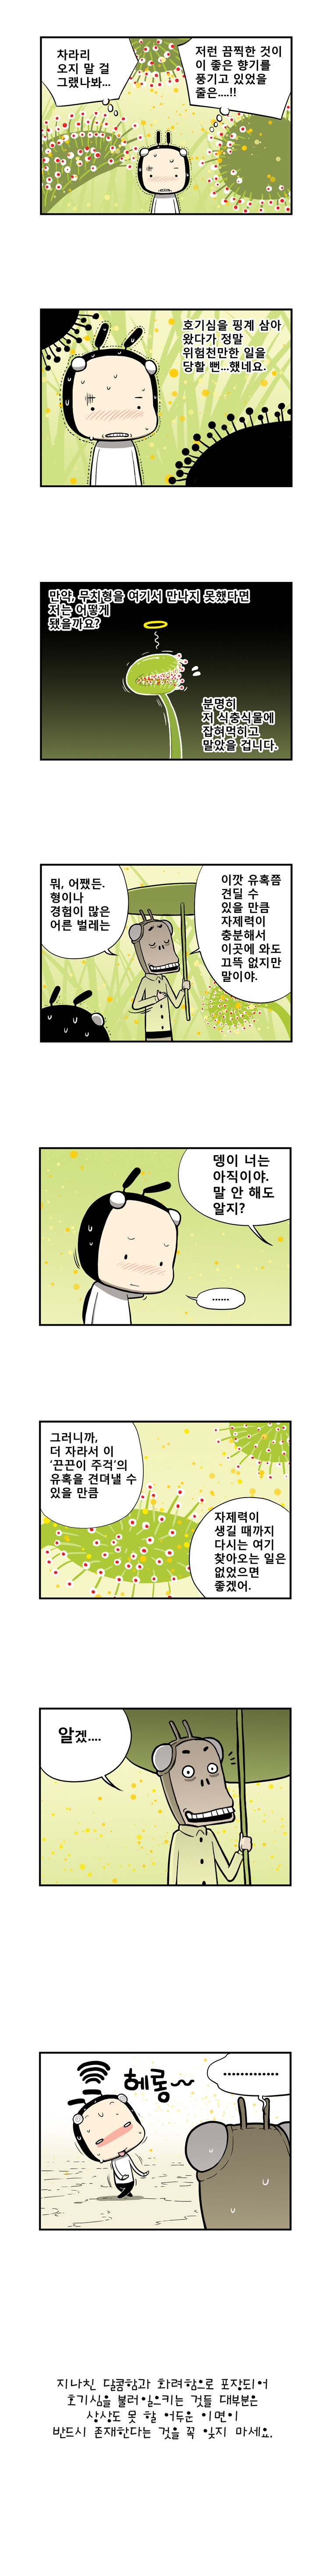 저런 끔찍한 것이
이 좋은 향기를
풍기고 있었을
줄은....!!
차라리
오지 말 걸
그랬나봐...
호기심을 핑계 삼아
왔다가 정말
위험천만한 일을
당할 뻔...했네요.
만약, 무치형을 여기서 만나지 못했다면
저는 어떻게
됐을까요?
분명히
저 식충식물에
잡혀먹히고
말았을 겁니다.
뭐, 어쨌든.
형이나
경험이 많은
어른 벌레는
이깟 유혹쯤
견딜 수
있을 만큼
자제력이
충분해서
이곳에 와도
끄떡 없지만
말이야.
뎅이 너는
아직이야.
말 안 해도
알지?
......
그러니까,
더 자라서 이
'끈끈이 주걱'의
유혹을 견뎌낼 수
있을 만큼
자제력이
생길 때까지
다시는 여기
찾아오는 일은
없었으면
좋겠어.
알겠....
헤롱~
.............
지나친 달콤함과 화려함으로 포장되어
호기심을 불러일으키는 것들 대부분은
상상도 못 할 어두운 이면이
반드시 존재한다는 것을 꼭 잊지 마세요.